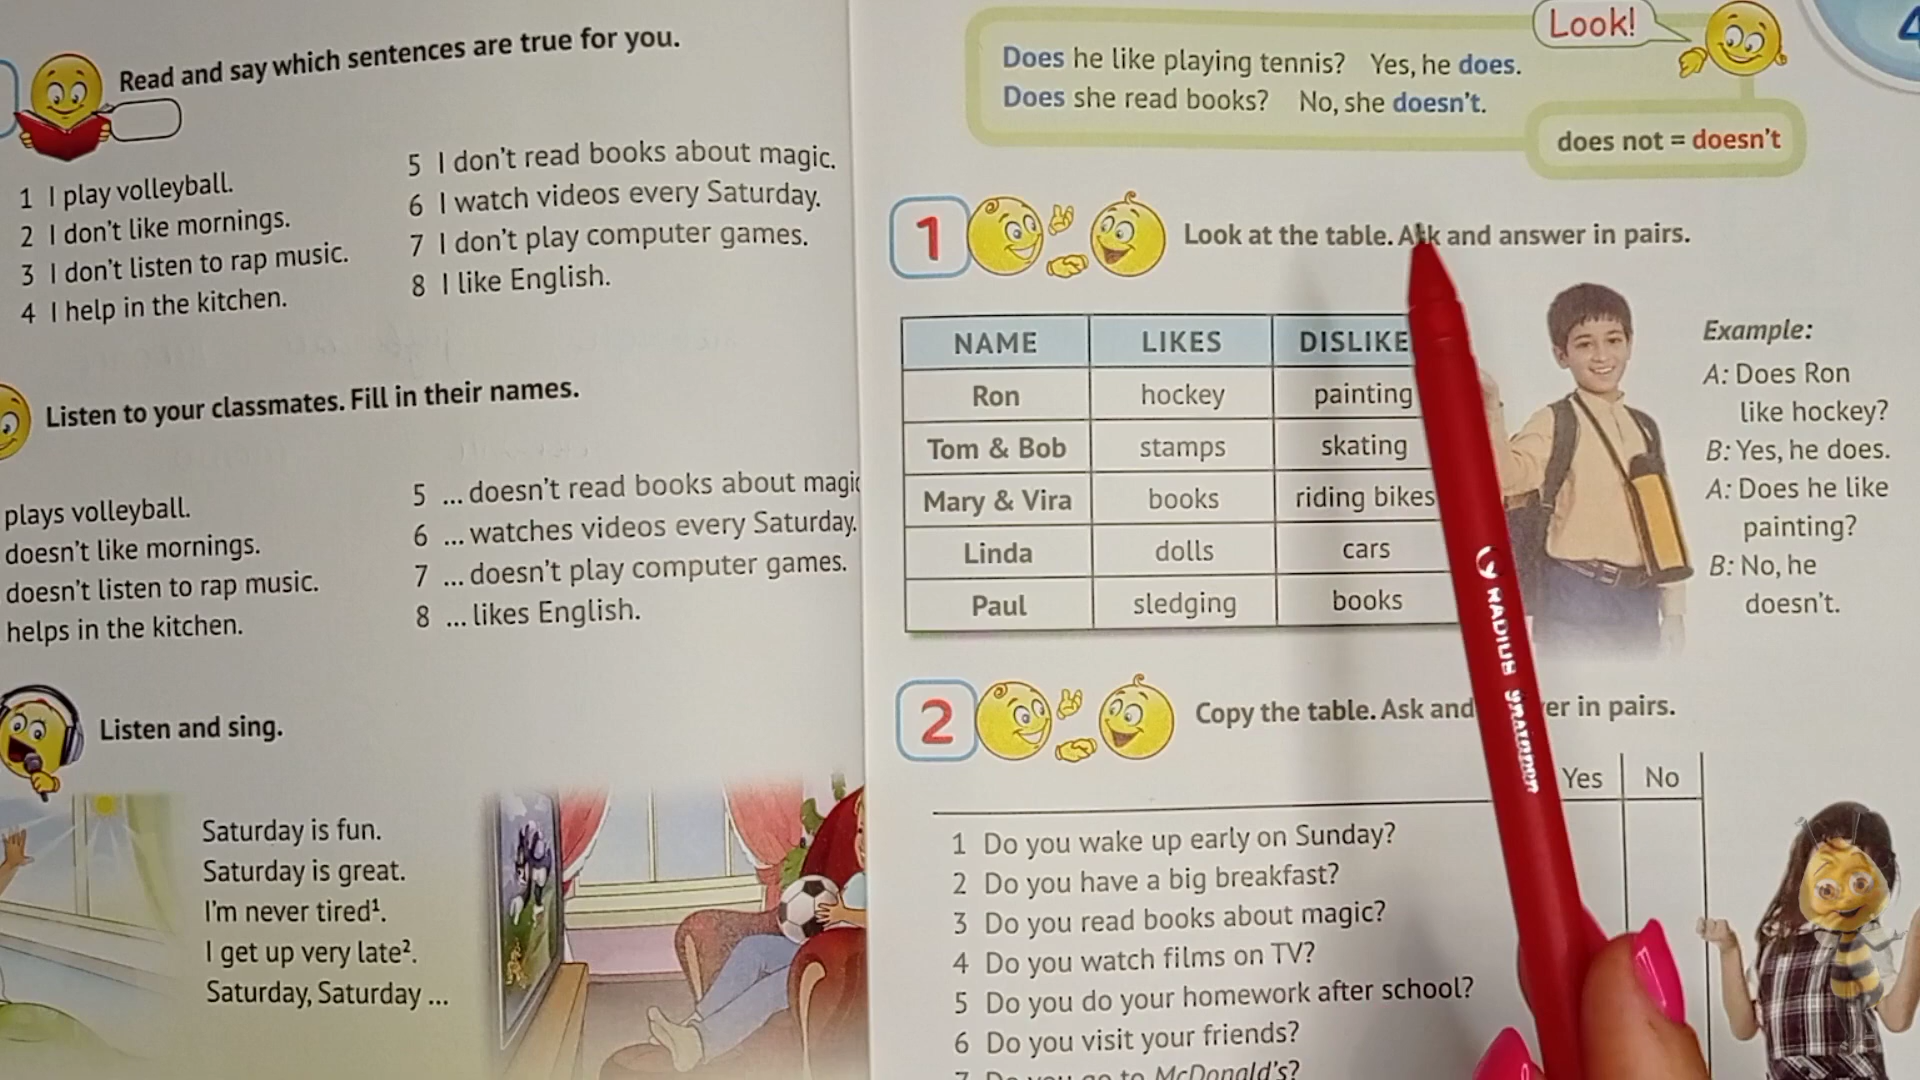 Read and say which sentences are true for you.
1 I play volleyball.
2 I don't like mornings.
3 I don't listen to rap music.
4 I help in the kitchen.
5 I don't read books about magic.
6 I watch videos every Saturday.
7 I don't play computer games.
8 I like English.
Listen to your classmates. Fill in their names.
plays volleyball.
doesn't like mornings.
doesn't listen to rap music.
helps in the kitchen.
5 ... doesn't read books about magic
6 ... watches videos every Saturday.
7 ... doesn't play computer games.
8 ... likes English.
Listen and sing.
Saturday is fun.
Saturday is great.
I'm never tired¹.
I get up very late².
Saturday, Saturday ...
Look!
4
Does he like playing tennis? Yes, he does.
Does she read books? No, she doesn't.
does not = doesn't
1 Look at the table. Ask and answer in pairs.
NAME LIKES DISLIKE
Ron hockey painting
Tom & Bob stamps skating
Mary & Vira books riding bikes
Linda dolls cars
Paul sledging books
Example:
A: Does Ron
like hockey?
B: Yes, he does.
A: Does he like
painting?
B: No, he
doesn't.
RADIUS
2 Copy the table. Ask and er in pairs.
Yes No
1 Do you wake up early on Sunday?
2 Do you have a big breakfast?
3 Do you read books about magic?
4 Do you watch films on TV?
5 Do you do your homework after school?
6 Do you visit your friends?
7 Do you go to McDonald's?